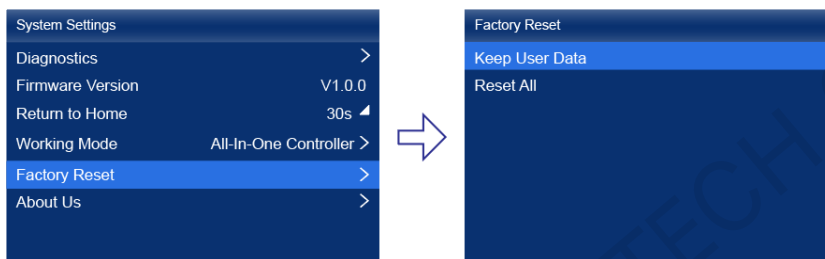 System Settings
Diagnostics >
Firmware Version V1.0.0
Return to Home 30s
Working Mode All-In-One Controller >
Factory Reset >
About Us >
Factory Reset
Keep User Data
Reset All
TECH